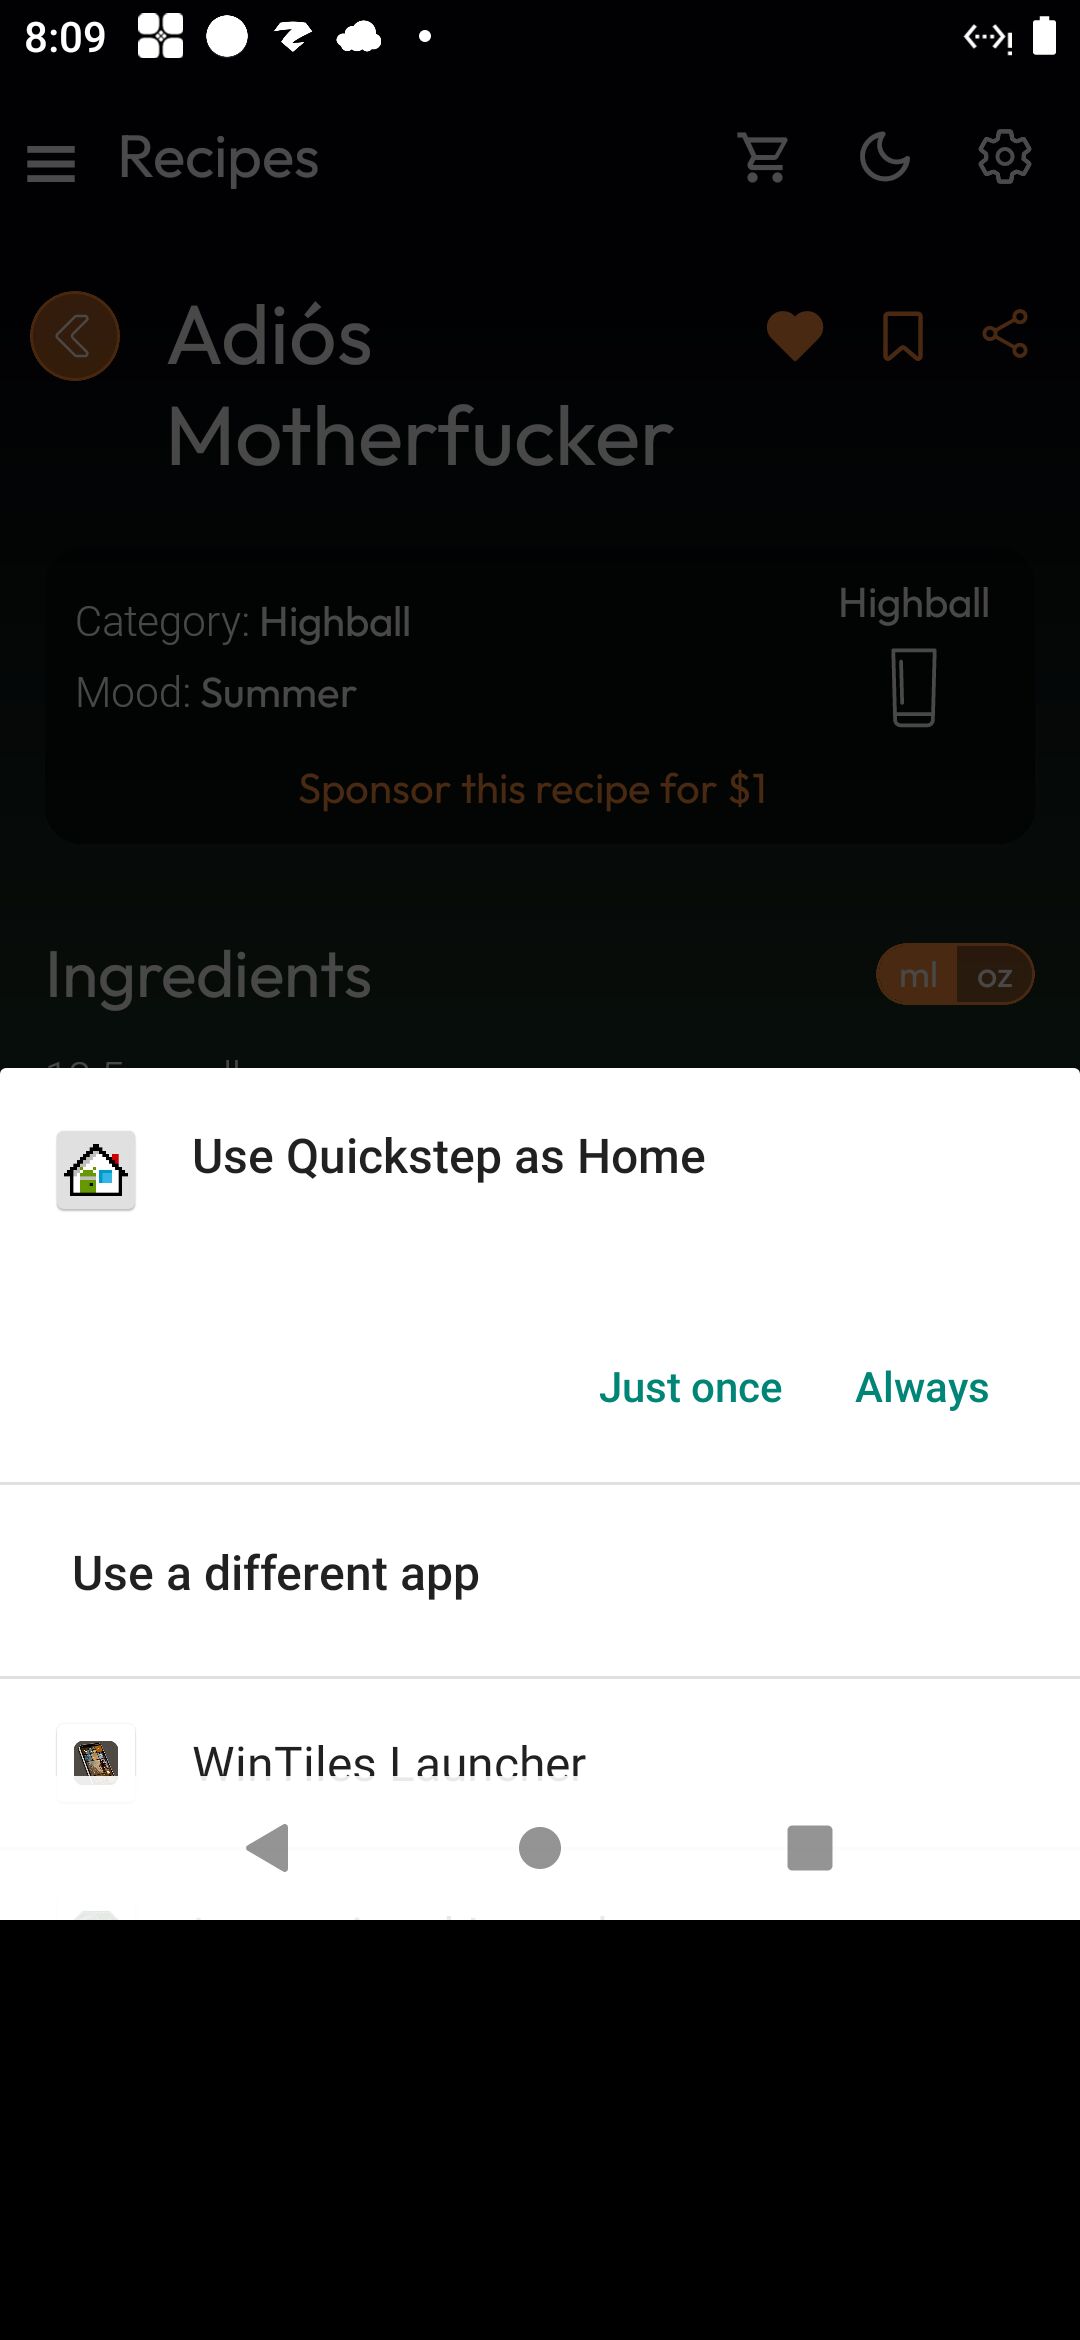 8:09
Recipes
Adiós
Motherfucker
Category: Highball
Highball
Mood: Summer
Sponsor this recipe for $1
Ingredients
ml oz
Use Quickstep as Home
Just once Always
Use a different app
WinTiles Launcher